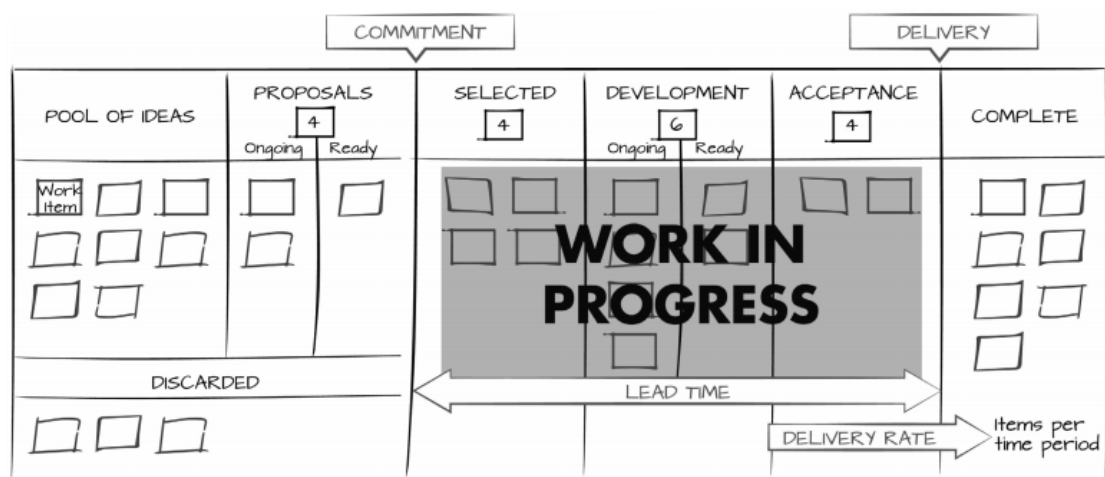 COMMITMENT
DELIVERY
POOL OF IDEAS
PROPOSALS
4
Ongoing
Ready
SELECTED
4
DEVELOPMENT
6
Ongoing
Ready
ACCEPTANCE
4
COMPLETE
Work
Item
WORK IN
PROGRESS
DISCARDED
LEAD TIME
DELIVERY RATE
Items per
time period